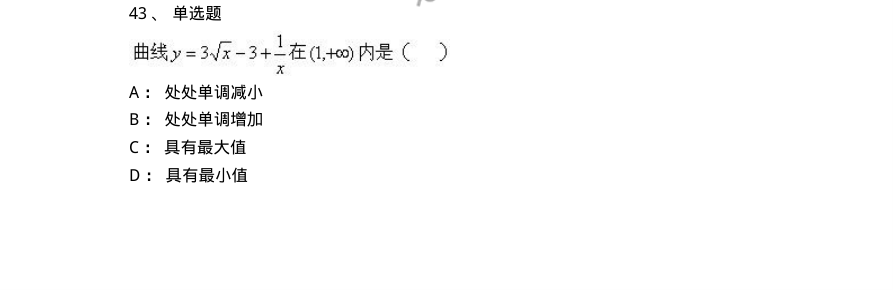 43 、 单选题
曲线 y = 3√x − 3 + 1/x 在 (1,+∞) 内是（ ）
A ： 处处单调减小
B ： 处处单调增加
C ： 具有最大值
D ： 具有最小值